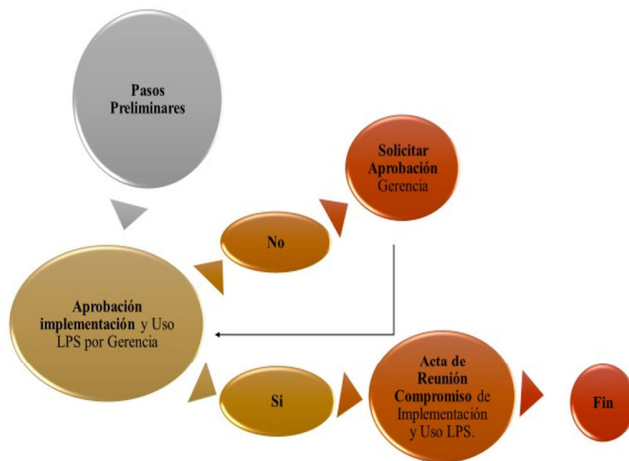 Pasos
Preliminares
Solicitar
Aprobación
Gerencia
No
Aprobación
implementación y Uso
LPS por Gerencia
Si
Acta de
Reunión
Compromiso de
Implementación
y Uso LPS.
Fin